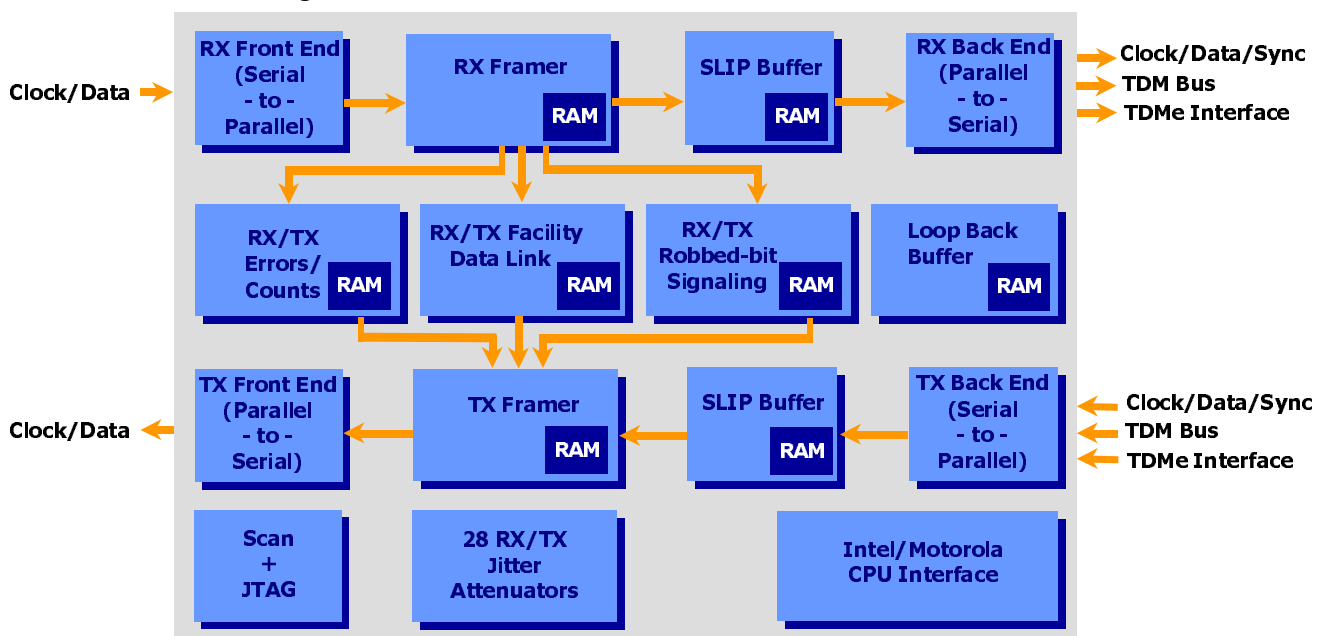 Clock/Data
RX Front End
(Serial
- to -
Parallel)
RX Framer
RAM
SLIP Buffer
RAM
RX Back End
(Parallel
- to -
Serial)
Clock/Data/Sync
TDM Bus
TDMe Interface
RX/TX
Errors/
Counts
RAM
RX/TX Facility
Data Link
RAM
RX/TX
Robbed-bit
Signaling
RAM
Loop Back
Buffer
RAM
Clock/Data
TX Front End
(Parallel
- to -
Serial)
TX Framer
RAM
SLIP Buffer
RAM
TX Back End
(Serial
- to -
Parallel)
Clock/Data/Sync
TDM Bus
TDMe Interface
Scan
+
JTAG
28 RX/TX
Jitter
Attenuators
Intel/Motorola
CPU Interface